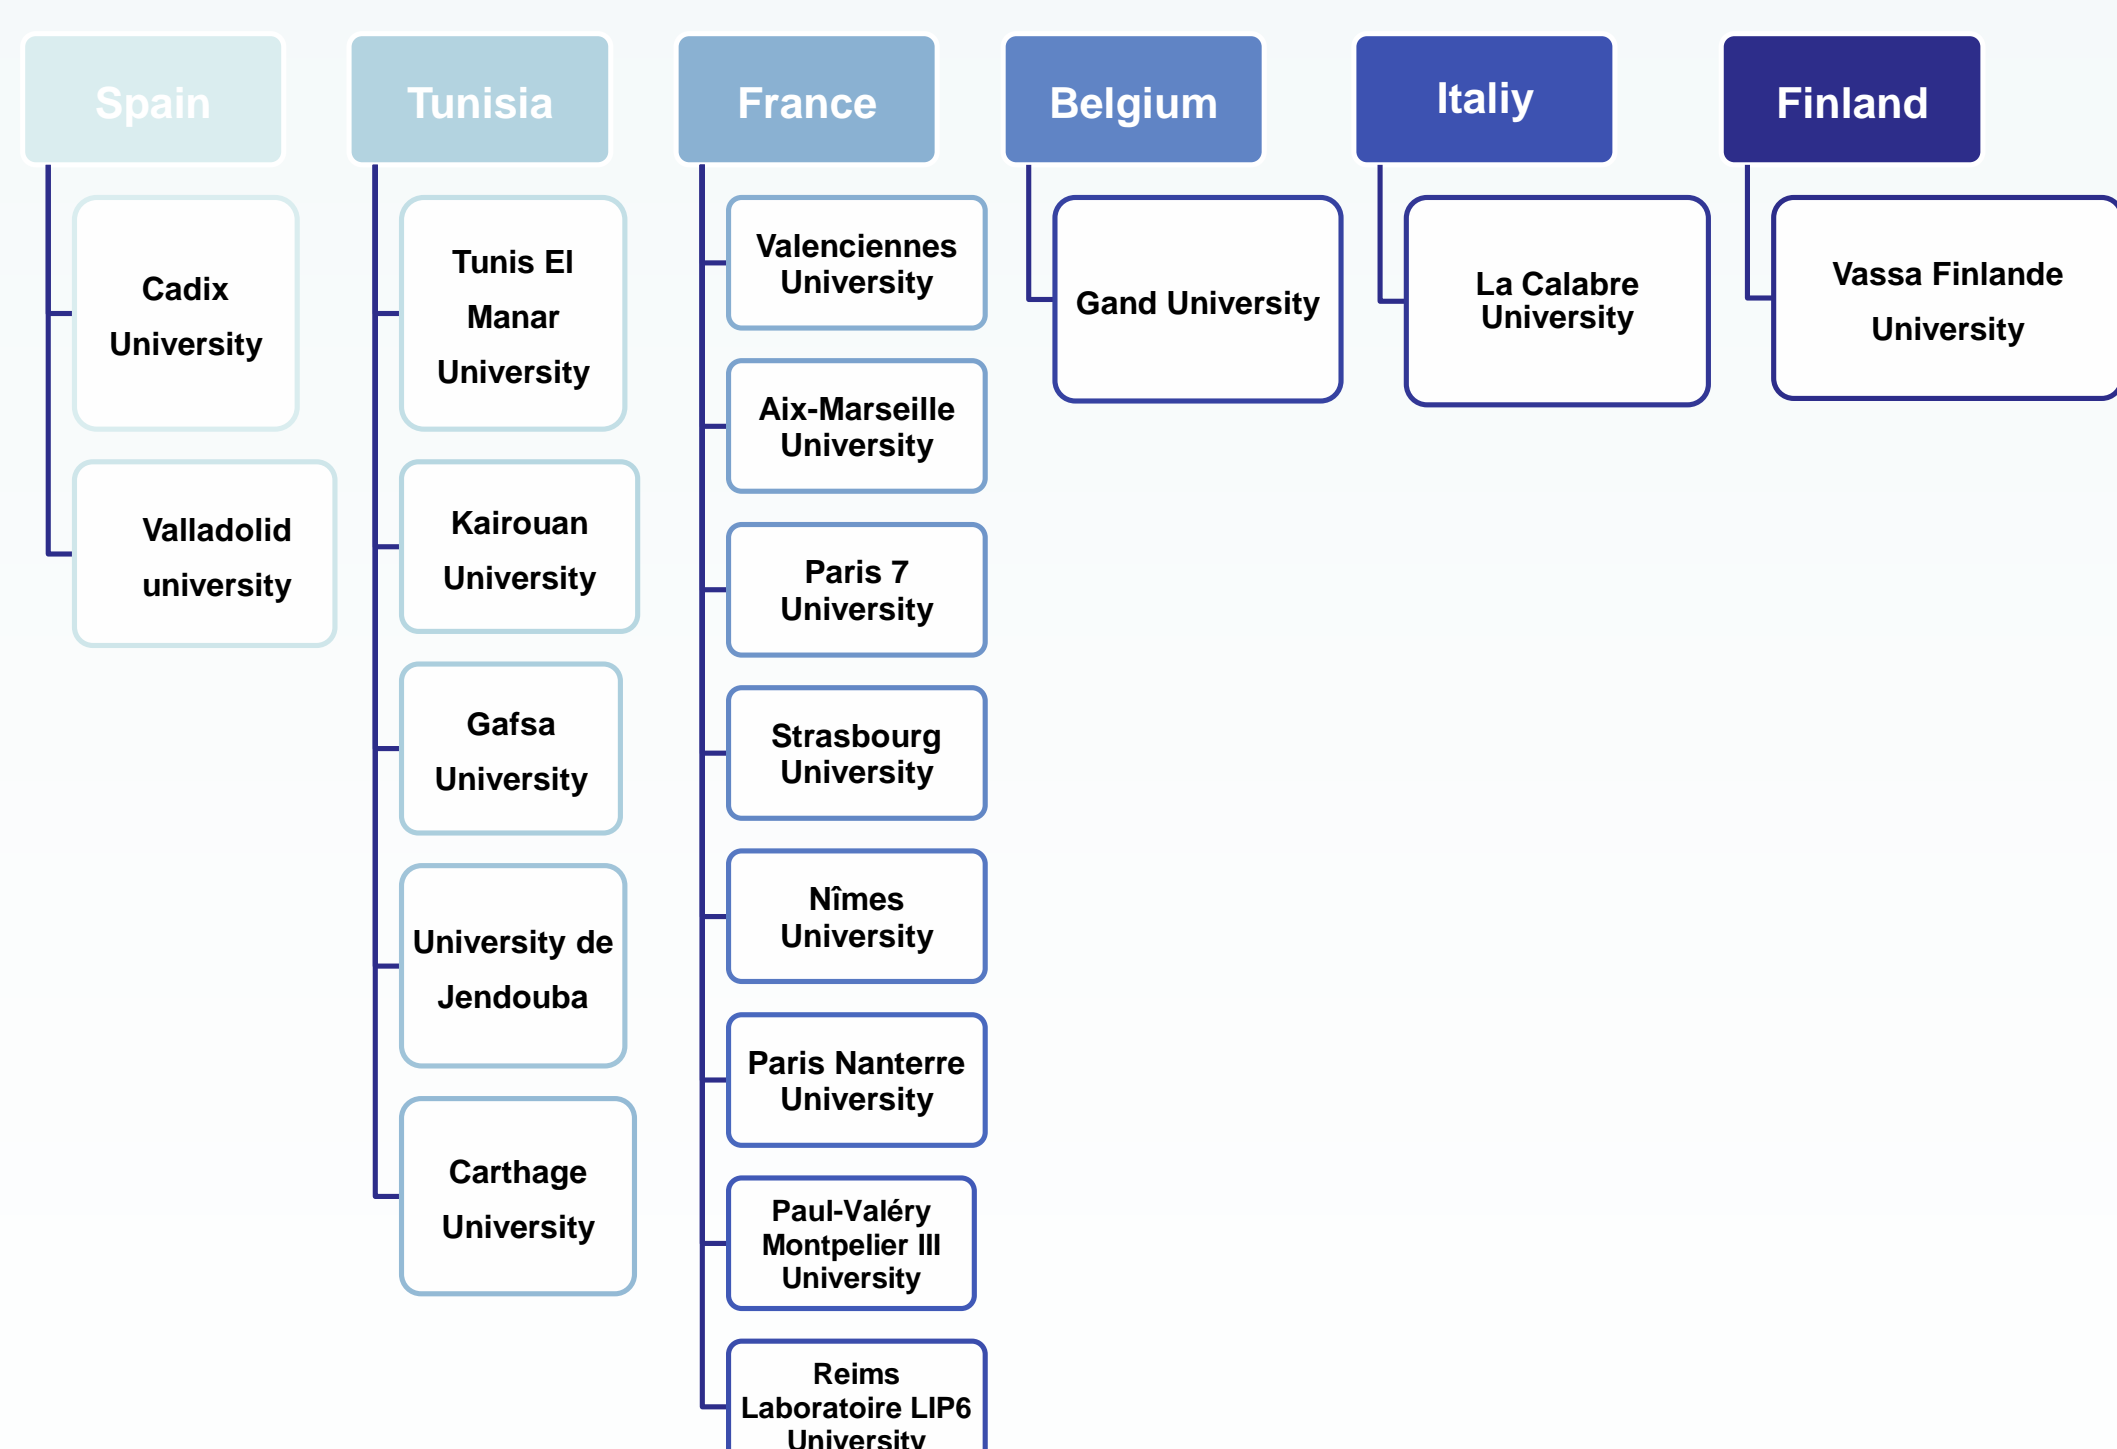 Spain
Cadix
University
Valladolid
university
Tunisia
Tunis El
Manar
University
Kairouan
University
Gafsa
University
University de
Jendouba
Carthage
University
France
Valenciennes
University
Aix-Marseille
University
Paris 7
University
Strasbourg
University
Nîmes
University
Paris Nanterre
University
Paul-Valéry
Montpelier III
University
Reims
Laboratoire LIP6
University
Belgium
Gand University
Italiy
La Calabre
University
Finland
Vassa Finlande
University